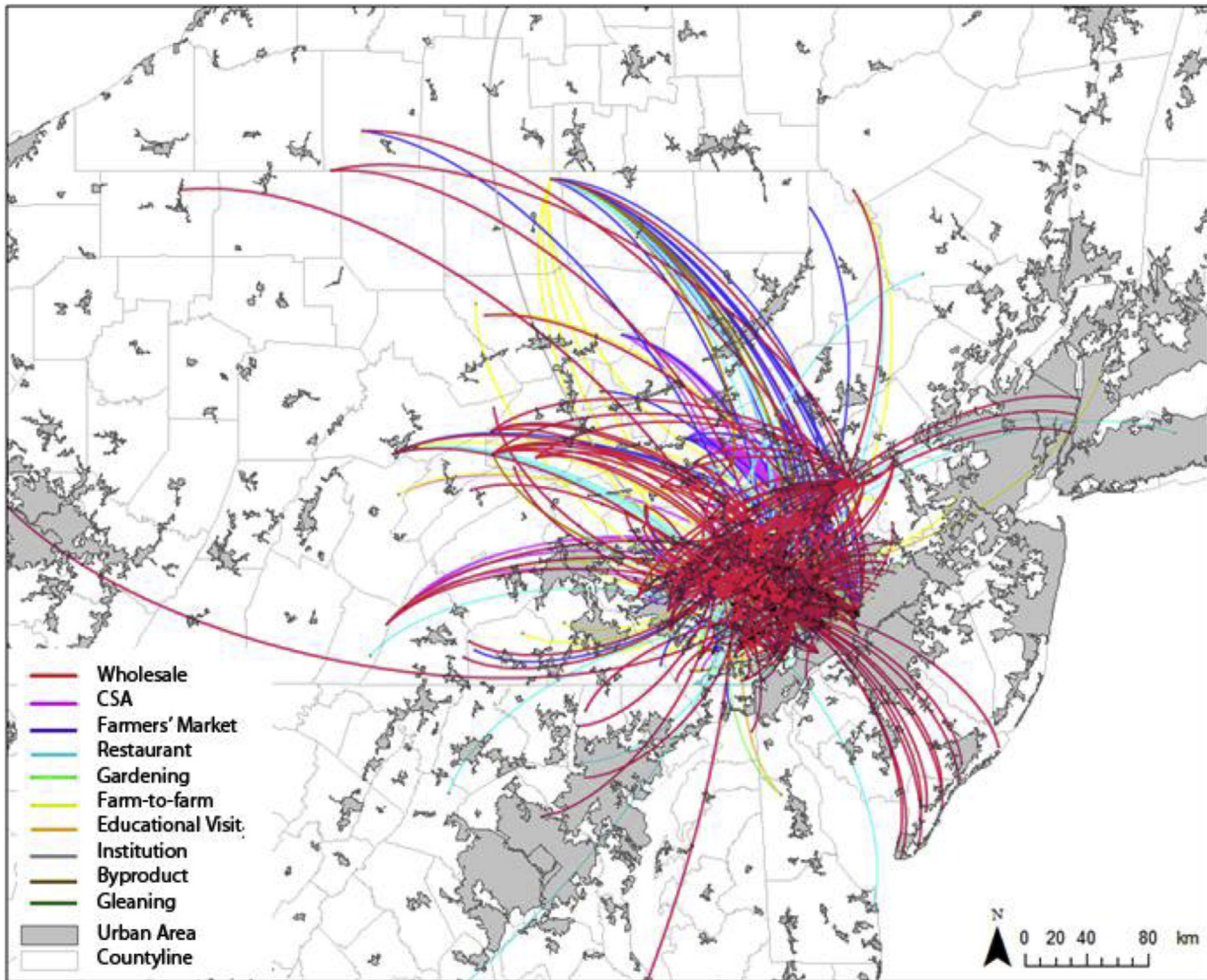 Wholesale
CSA
Farmers' Market
Restaurant
Gardening
Farm-to-farm
Educational Visit
Institution
Byproduct
Gleaning
Urban Area
Countyline
N
0 20 40 80 km